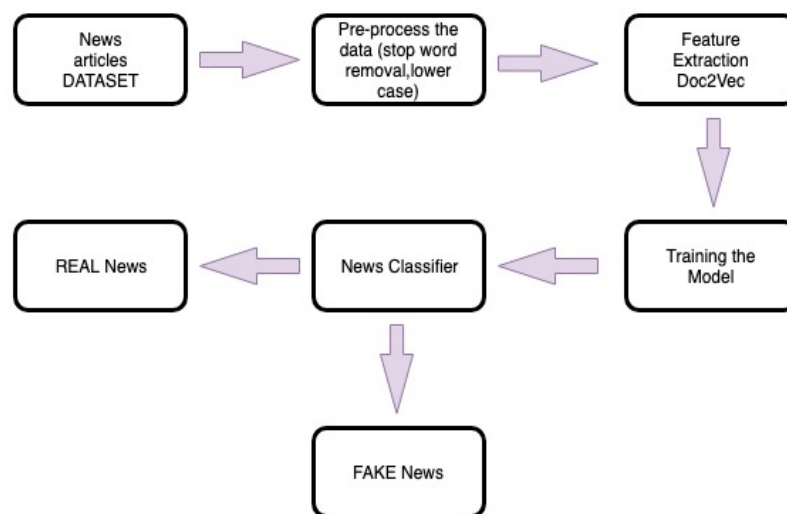 News
articles
DATASET
Pre-process the
data (stop word
removal,lower
case)
Feature
Extraction
Doc2Vec
REAL News
News Classifier
Training the
Model
FAKE News